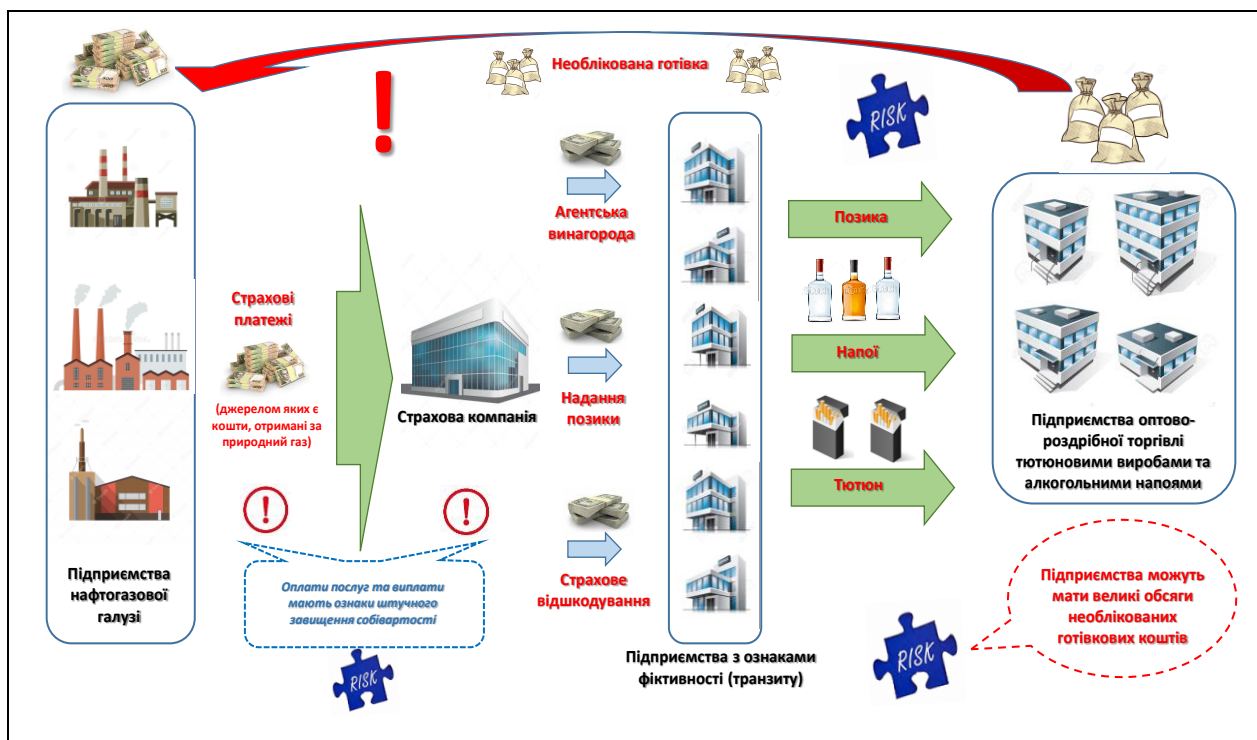 Необлікована готівка
RISK
Агентська
винагорода
Позика
Страхові
платежі
(джерелом яких є
кошти, отримані за
природний газ)
Страхова компанія
Надання
позики
Напої
Підприємства оптово-
роздрібної торгівлі
тютюновими виробами та
алкогольними напоями
Тютюн
Підприємства
нафтогазової
галузі
Оплати послуг та виплати
мають ознаки штучного
завищення собівартості
Страхове
відшкодування
Підприємства можуть
мати великі обсяги
необлікованих
готівкових коштів
RISK
Підприємства з ознаками
фіктивності (транзиту)
RISK